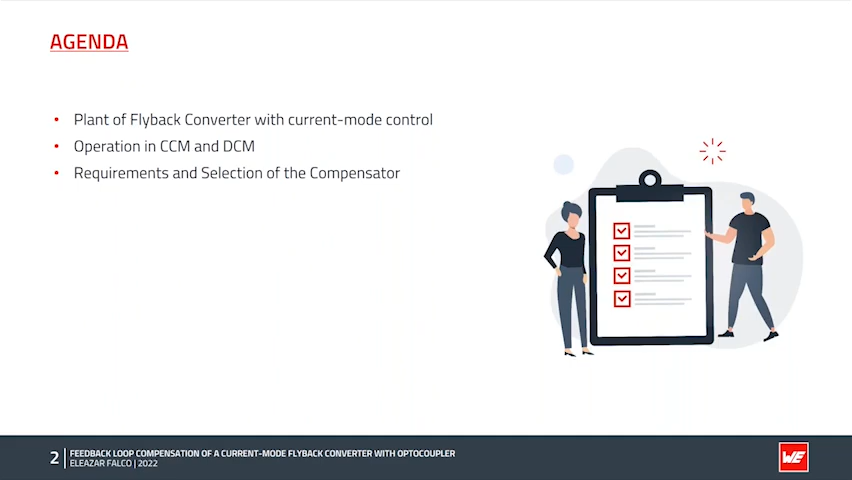 AGENDA
• Plant of Flyback Converter with current-mode control
• Operation in CCM and DCM
• Requirements and Selection of the Compensator
2
FEEDBACK LOOP COMPENSATION OF A CURRENT-MODE FLYBACK CONVERTER WITH OPTOCOUPLER
ELEAZAR FALCO | 2022
WE